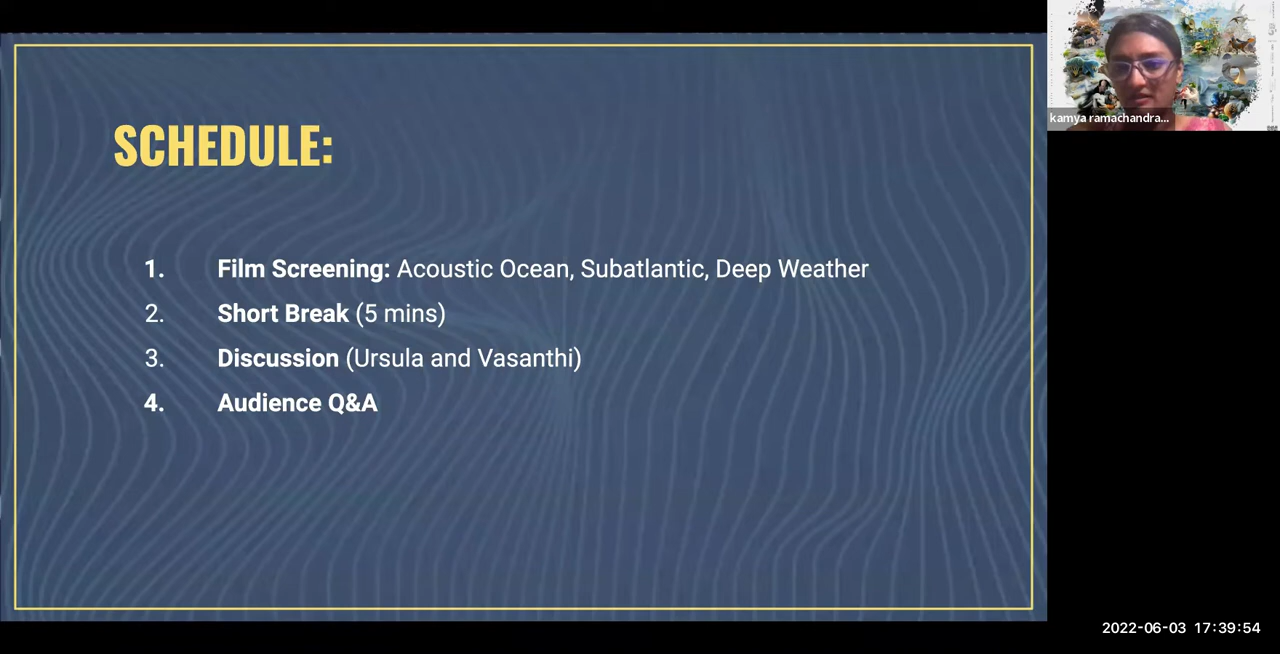 SCHEDULE:
1. Film Screening: Acoustic Ocean, Subatlantic, Deep Weather
2. Short Break (5 mins)
3. Discussion (Ursula and Vasanthi)
4. Audience Q&A
kamya ramachandra...
2022-06-03 17:39:54